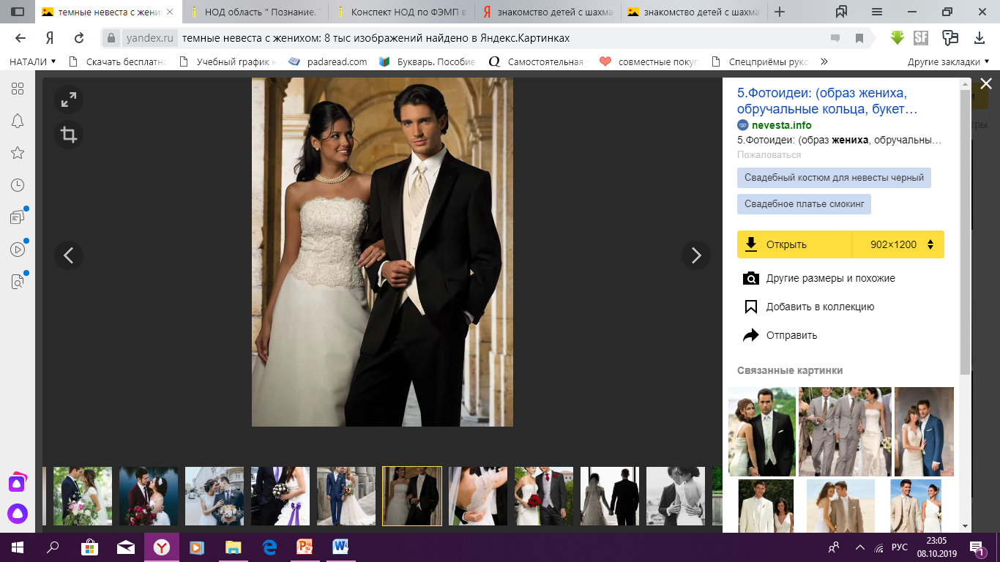 темные невеста с жених
НОД область " Познание. Т
Конспект НОД по ФЭМП в
знакомство детей с шахма
знакомство детей с шахма
yandex.ru темные невеста с женихом: 8 тыс изображений найдено в Яндекс.Картинках
НАТАЛИ
Скачать бесплатн
Учебный график н
padaread.com
Букварь. Пособие
Самостоятельная
совместные покуп
Спецприёмы рукс
Другие закладки
5.Фотоидеи: (образ жениха,
обручальные кольца, букет…
nevesta.info
5.Фотоидеи: (образ жениха, обручальны…
Пожаловаться
Свадебный костюм для невесты черный
Свадебное платье смокинг
Открыть 902×1200
Другие размеры и похожие
Добавить в коллекцию
Отправить
Связанные картинки
РУС
23:05
08.10.2019
1